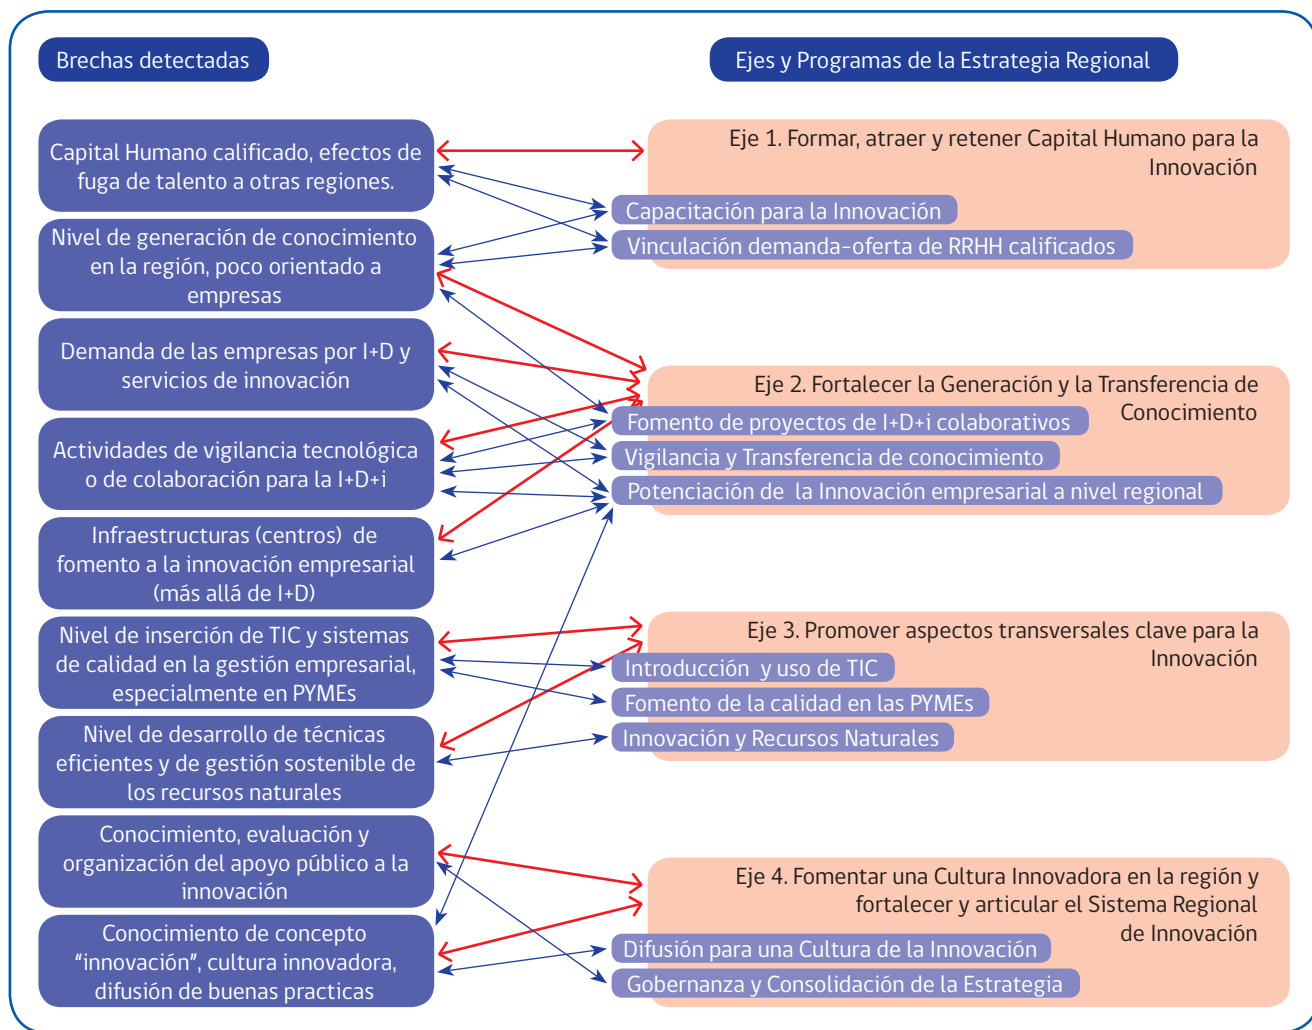 Brechas detectadas
Ejes y Programas de la Estrategia Regional
Capital Humano calificado, efectos de
fuga de talento a otras regiones.
Nivel de generación de conocimiento
en la región, poco orientado a
empresas
Demanda de las empresas por I+D y
servicios de innovación
Actividades de vigilancia tecnológica
o de colaboración para la I+D+i
Infraestructuras (centros) de
fomento a la innovación empresarial
(más allá de I+D)
Nivel de inserción de TIC y sistemas
de calidad en la gestión empresarial,
especialmente en PYMEs
Nivel de desarrollo de técnicas
eficientes y de gestión sostenible de
los recursos naturales
Conocimiento, evaluación y
organización del apoyo público a la
innovación
Conocimiento de concepto
"innovación", cultura innovadora,
difusión de buenas practicas
Eje 1. Formar, atraer y retener Capital Humano para la
Innovación
Capacitación para la Innovación
Vinculación demanda-oferta de RRHH calificados
Eje 2. Fortalecer la Generación y la Transferencia de
Conocimiento
Fomento de proyectos de I+D+i colaborativos
Vigilancia y Transferencia de conocimiento
Potenciación de la Innovación empresarial a nivel regional
Eje 3. Promover aspectos transversales clave para la
Innovación
Introducción y uso de TIC
Fomento de la calidad en las PYMEs
Innovación y Recursos Naturales
Eje 4. Fomentar una Cultura Innovadora en la región y
fortalecer y articular el Sistema Regional
de Innovación
Difusión para una Cultura de la Innovación
Gobernanza y Consolidación de la Estrategia